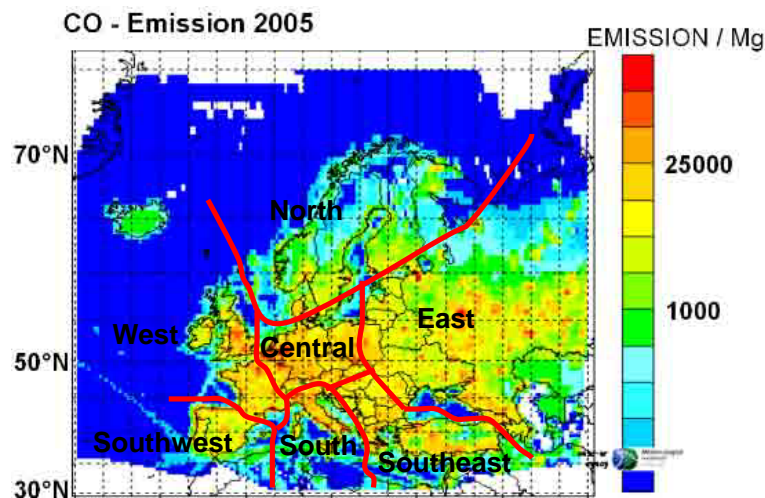 CO - Emission 2005
EMISSION / Mg
70°N
25000
North
West
East
1000
Central
50°N
Southwest
South
Southeast
30°N